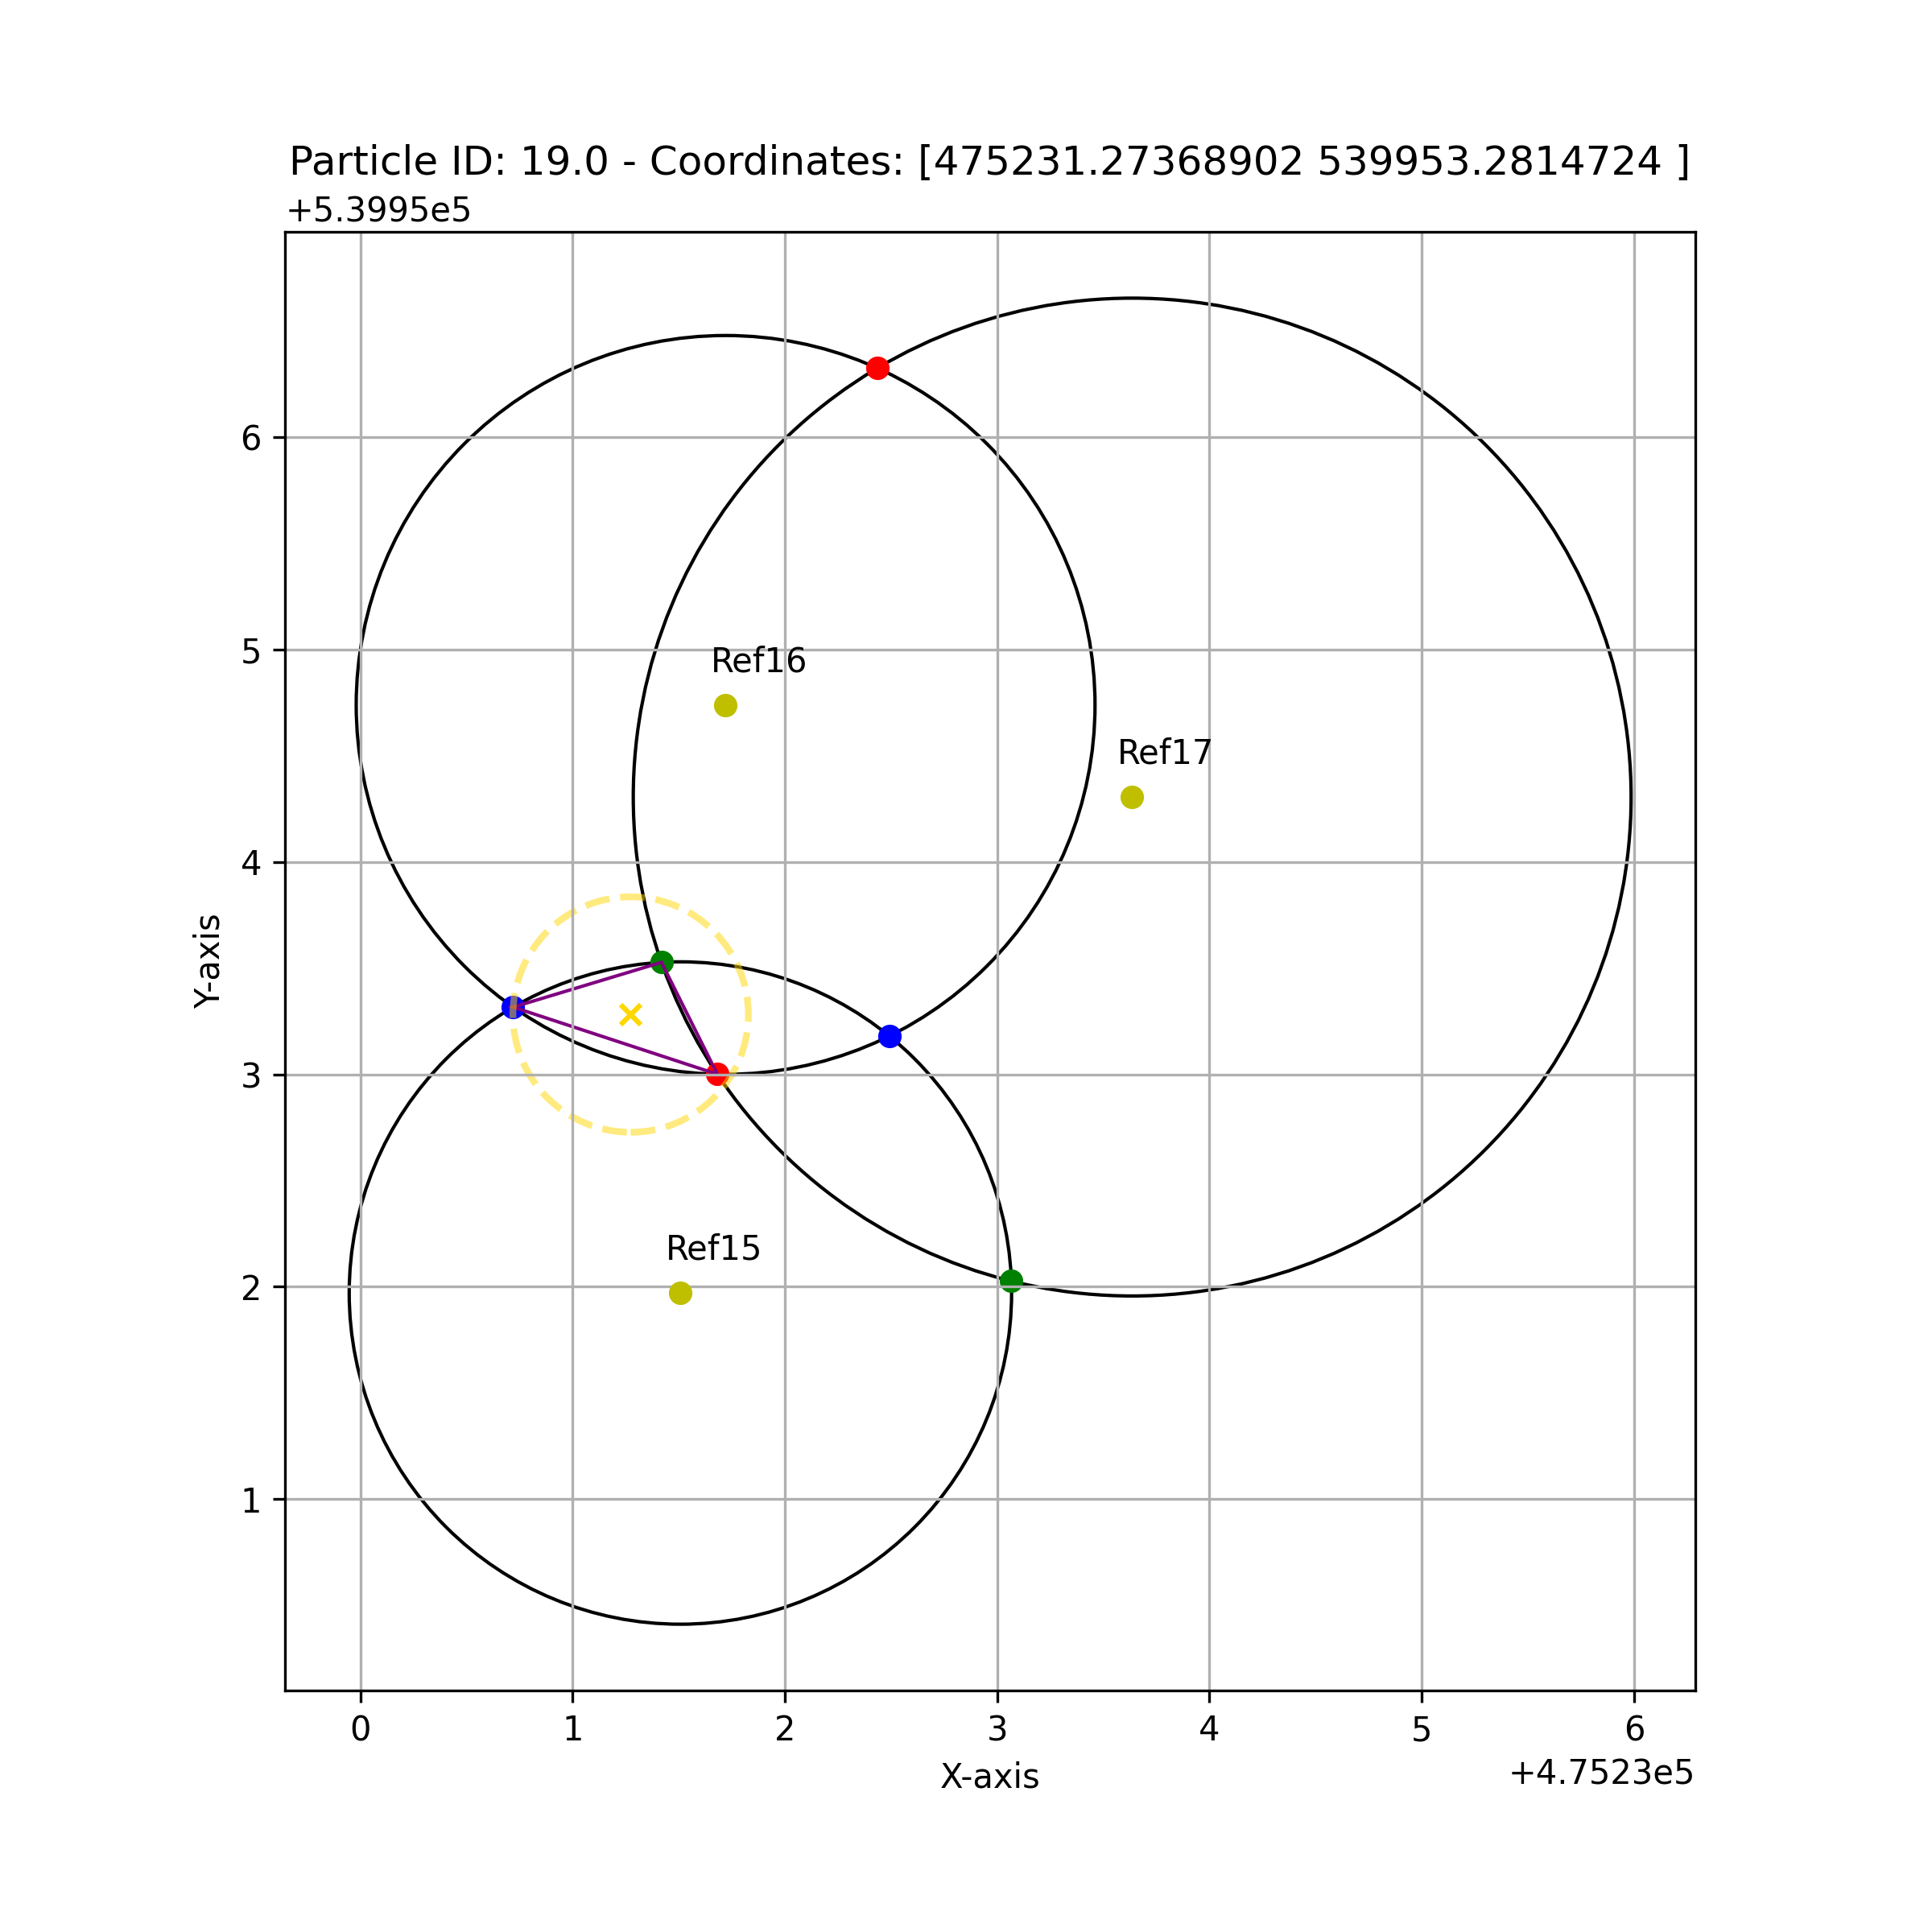 Particle ID: 19.0 - Coordinates: [475231.27368902 539953.2814724 ]
+5.3995e5
6
5
4
3
2
1
Y-axis
Ref16
Ref17
Ref15
0 1 2 3 4 5 6
X-axis
+4.7523e5